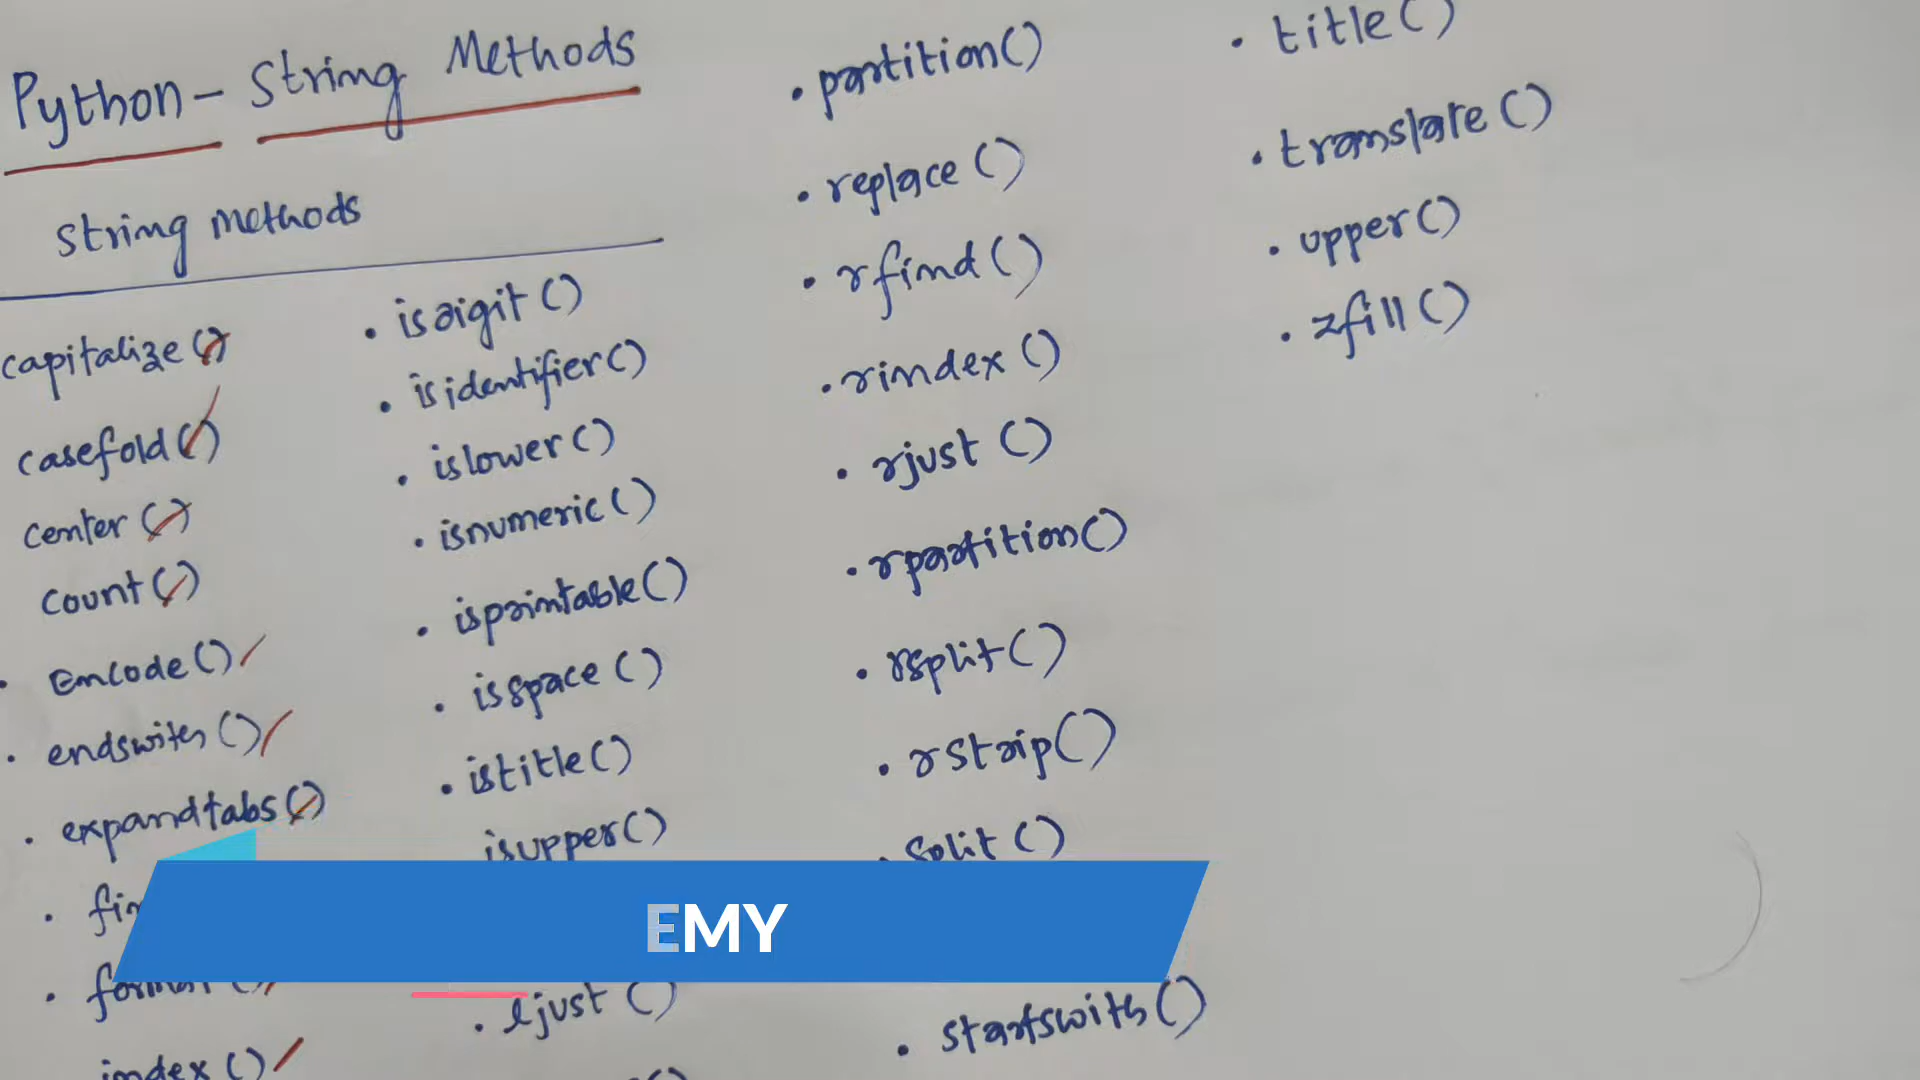 Python - String Methods
string methods
capitalize()
casefold()
center()
count()
• Encode()
• endswith()
• expandtabs()
•
• format()
index()
• isdigit()
• isidentifier()
• islower()
• isnumeric()
• isprintable()
• isspace()
• istitle()
isupper()
• ljust()
• partition()
• replace()
• rfind()
• rindex()
• rjust()
• rpartition()
• rsplit()
• rstrip()
• split()
• startswith()
• title()
• translate()
• upper()
• zfill()
EMY